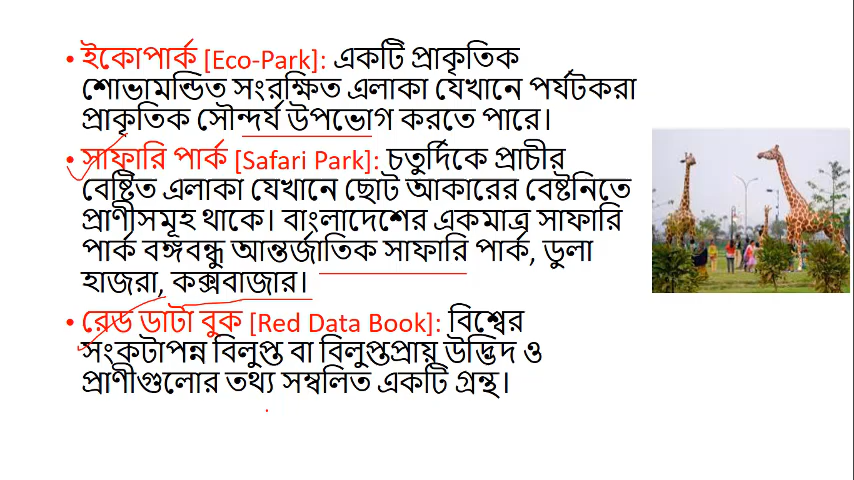 • ইকোপার্ক [Eco-Park]: একটি প্রাকৃতিক
শোভামন্ডিত সংরক্ষিত এলাকা যেখানে পর্যটকরা
প্রাকৃতিক সৌন্দর্য উপভোগ করতে পারে।
• সাফারি পার্ক [Safari Park]: চতুর্দিকে প্রাচীর
বেষ্টিত এলাকা যেখানে ছোট আকারের বেষ্টনিতে
প্রাণীসমূহ থাকে। বাংলাদেশের একমাত্র সাফারি
পার্ক বঙ্গবন্ধু আন্তর্জাতিক সাফারি পার্ক, ডুলা
হাজরা, কক্সবাজার।
• রেড ডাটা বুক [Red Data Book]: বিশ্বের
সংকটাপন্ন বিলুপ্ত বা বিলুপ্তপ্রায় উদ্ভিদ ও
প্রাণীগুলোর তথ্য সম্বলিত একটি গ্রন্থ।